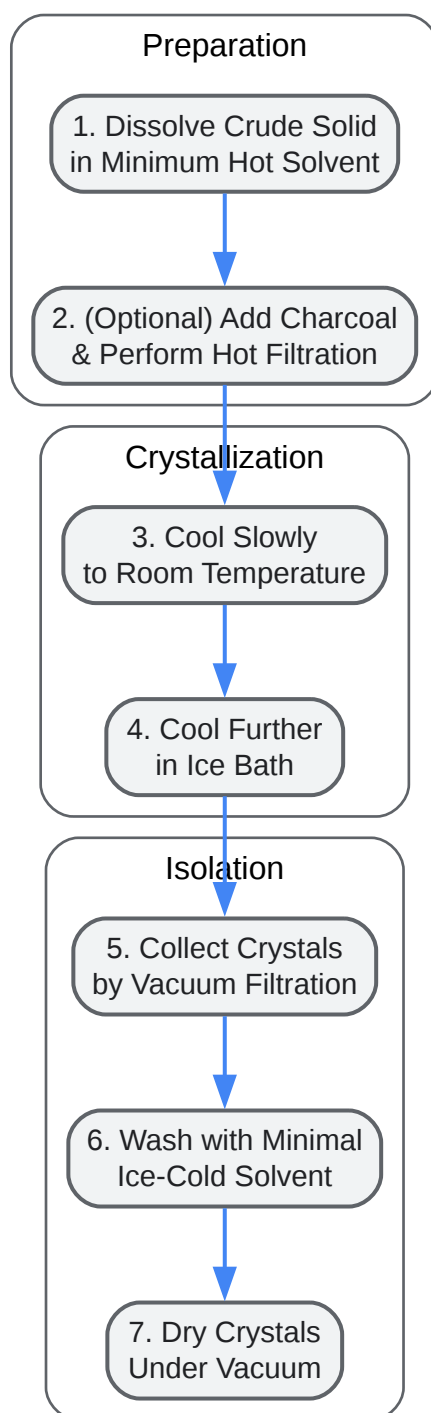 Preparation
1. Dissolve Crude Solid
in Minimum Hot Solvent
2. (Optional) Add Charcoal
& Perform Hot Filtration
Crystallization
3. Cool Slowly
to Room Temperature
4. Cool Further
in Ice Bath
Isolation
5. Collect Crystals
by Vacuum Filtration
6. Wash with Minimal
Ice-Cold Solvent
7. Dry Crystals
Under Vacuum